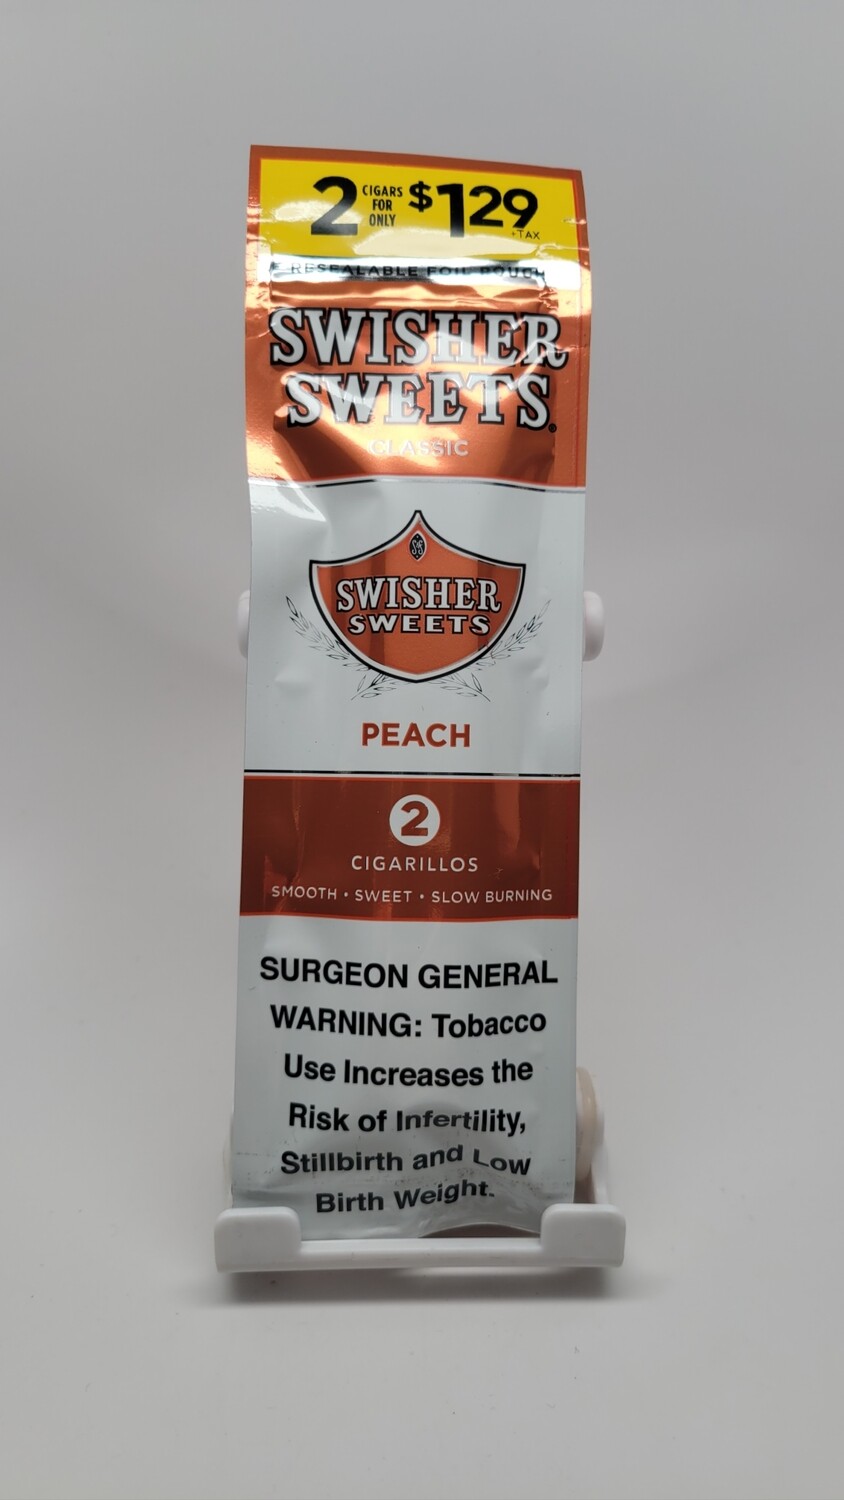 2 CIGARS FOR ONLY $1.29 +TAX
RESEALABLE FOIL POUCH
SWISHER
SWEETS®
CLASSIC
S&S
SWISHER
SWEETS
PEACH
2
CIGARILLOS
SMOOTH • SWEET • SLOW BURNING
SURGEON GENERAL
WARNING: Tobacco
Use Increases the
Risk of Infertility,
Stillbirth and Low
Birth Weight.